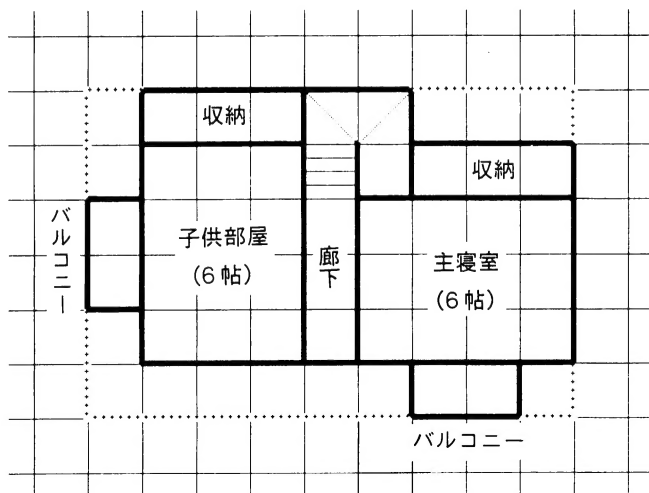 収納
収納
バルコニー
子供部屋
(6帖)
廊下
主寝室
(6帖)
バルコニー